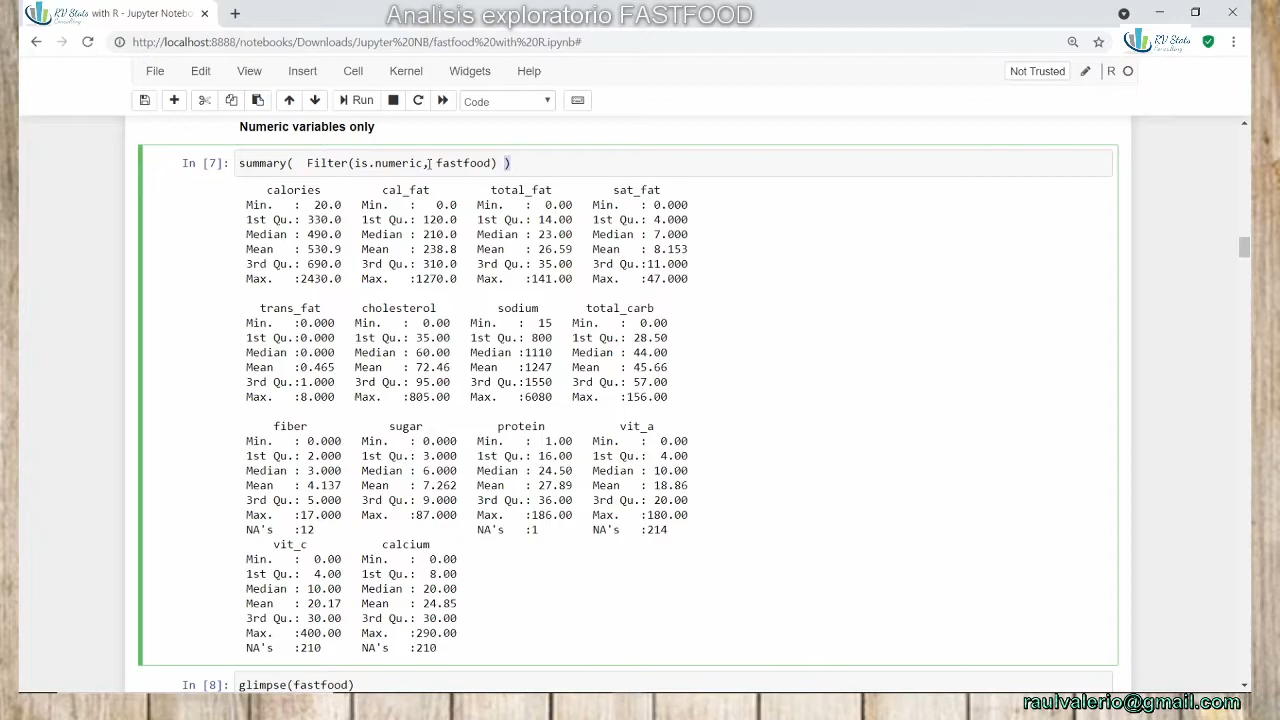 fastfood with R - Jupyter Notebo
Analisis exploratorio FASTFOOD
http://localhost:8888/notebooks/Downloads/Jupyter%20NB/fastfood%20with%20R.ipynb#
RV Stats
Consulting
File Edit View Insert Cell Kernel Widgets Help Not Trusted R
Run Code
Numeric variables only
In [7]: summary(  Filter(is.numeric, fastfood) )
calories cal_fat total_fat sat_fat
Min. : 20.0 Min. : 0.0 Min. : 0.00 Min. : 0.000
1st Qu.: 330.0 1st Qu.: 120.0 1st Qu.: 14.00 1st Qu.: 4.000
Median : 490.0 Median : 210.0 Median : 23.00 Median : 7.000
Mean : 530.9 Mean : 238.8 Mean : 26.59 Mean : 8.153
3rd Qu.: 690.0 3rd Qu.: 310.0 3rd Qu.: 35.00 3rd Qu.:11.000
Max. :2430.0 Max. :1270.0 Max. :141.00 Max. :47.000
trans_fat cholesterol sodium total_carb
Min. :0.000 Min. : 0.00 Min. : 15 Min. : 0.00
1st Qu.:0.000 1st Qu.: 35.00 1st Qu.: 800 1st Qu.: 28.50
Median :0.000 Median : 60.00 Median :1110 Median : 44.00
Mean :0.465 Mean : 72.46 Mean :1247 Mean : 45.66
3rd Qu.:1.000 3rd Qu.: 95.00 3rd Qu.:1550 3rd Qu.: 57.00
Max. :8.000 Max. :805.00 Max. :6080 Max. :156.00
fiber sugar protein vit_a
Min. : 0.000 Min. : 0.000 Min. : 1.00 Min. : 0.00
1st Qu.: 2.000 1st Qu.: 3.000 1st Qu.: 16.00 1st Qu.: 4.00
Median : 3.000 Median : 6.000 Median : 24.50 Median : 10.00
Mean : 4.137 Mean : 7.262 Mean : 27.89 Mean : 18.86
3rd Qu.: 5.000 3rd Qu.: 9.000 3rd Qu.: 36.00 3rd Qu.: 20.00
Max. :17.000 Max. :87.000 Max. :186.00 Max. :180.00
NA's :12 NA's :1 NA's :214
vit_c calcium
Min. : 0.00 Min. : 0.00
1st Qu.: 4.00 1st Qu.: 8.00
Median : 10.00 Median : 20.00
Mean : 20.17 Mean : 24.85
3rd Qu.: 30.00 3rd Qu.: 30.00
Max. :400.00 Max. :290.00
NA's :210 NA's :210
In [8]: glimpse(fastfood)
raulvalerio@gmail.com